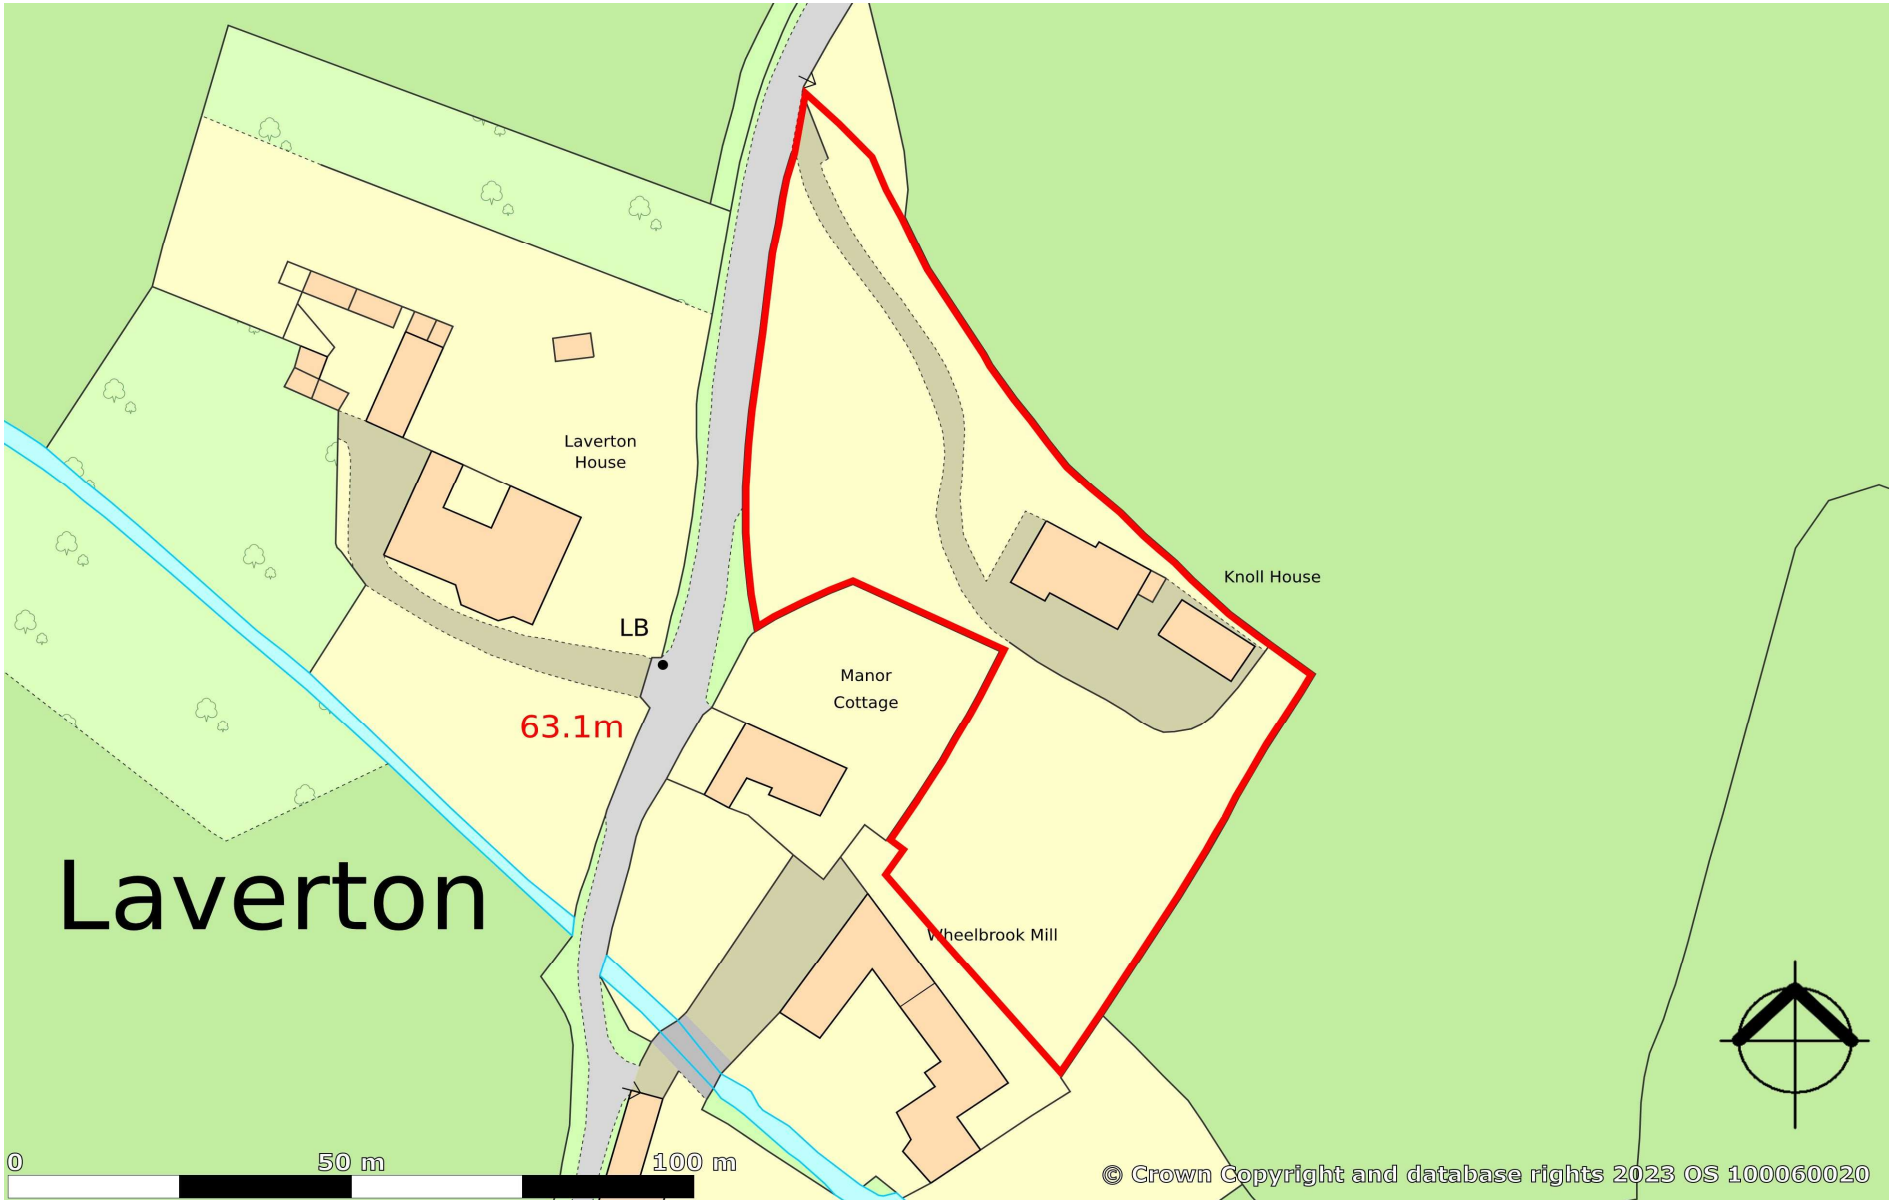 Laverton
House
Knoll House
LB
Manor
Cottage
63.1m
Laverton
Wheelbrook Mill
0 50 m 100 m
© Crown Copyright and database rights 2023 OS 100060020